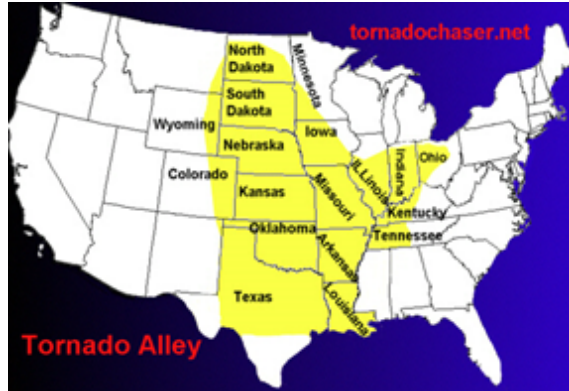 tornadochaser.net
North
Dakota
Minnesota
South
Dakota
Wyoming
Iowa
Nebraska
Ohio
Indiana
ILLinois
Colorado
Kansas
Missouri
Kentucky
Oklahoma
Tennessee
Arkansas
Texas
Louisiana
Tornado Alley